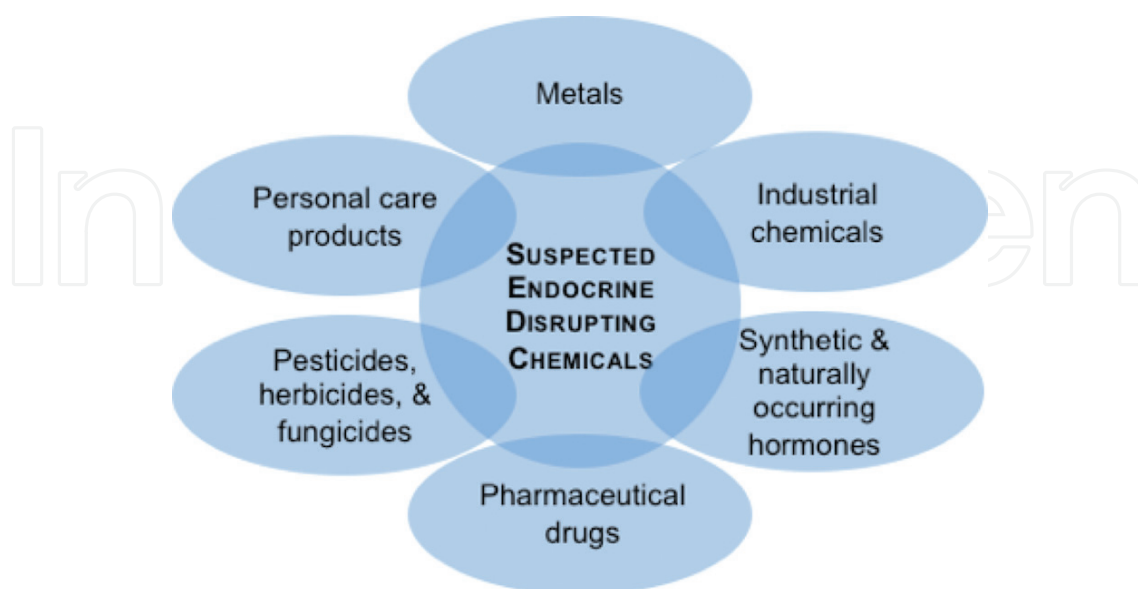 Metals
Personal care
products
Industrial
chemicals
SUSPECTED
ENDOCRINE
DISRUPTING
CHEMICALS
Pesticides,
herbicides, &
fungicides
Synthetic &
naturally
occurring
hormones
Pharmaceutical
drugs